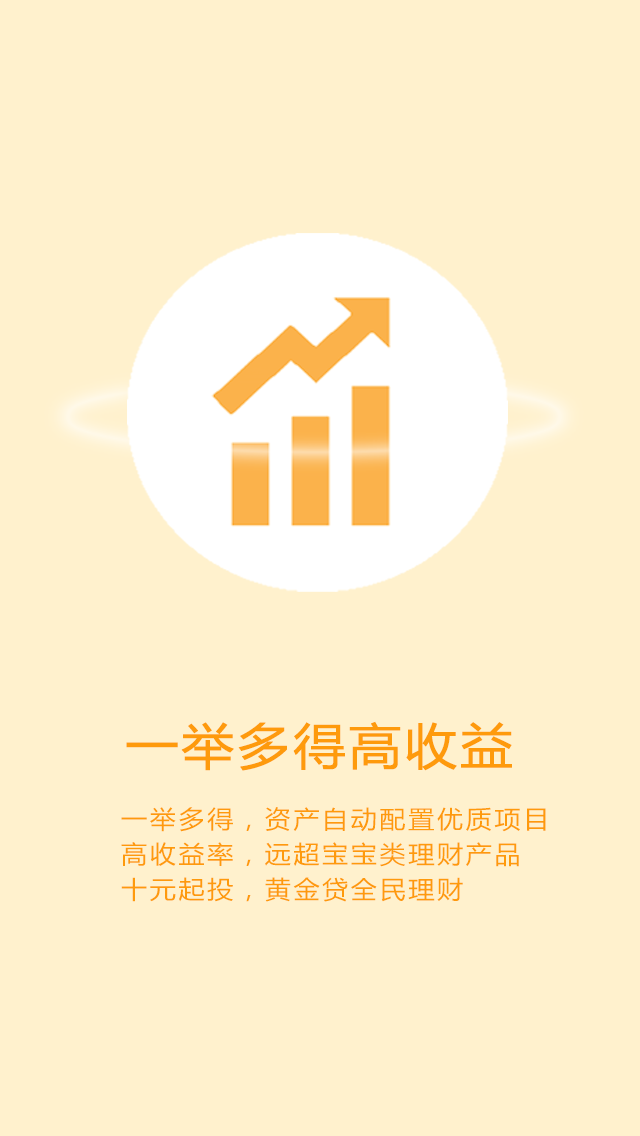 一举多得高收益
一举多得，资产自动配置优质项目
高收益率，远超宝宝类理财产品
十元起投，黄金贷全民理财